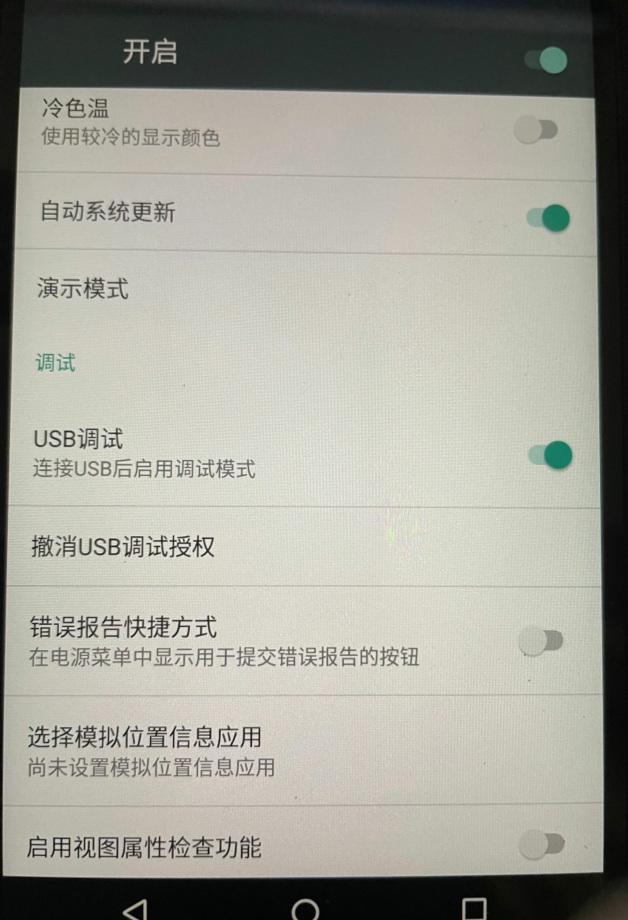 开启
冷色温
使用较冷的显示颜色
自动系统更新
演示模式
调试
USB调试
连接USB后启用调试模式
撤消USB调试授权
错误报告快捷方式
在电源菜单中显示用于提交错误报告的按钮
选择模拟位置信息应用
尚未设置模拟位置信息应用
启用视图属性检查功能